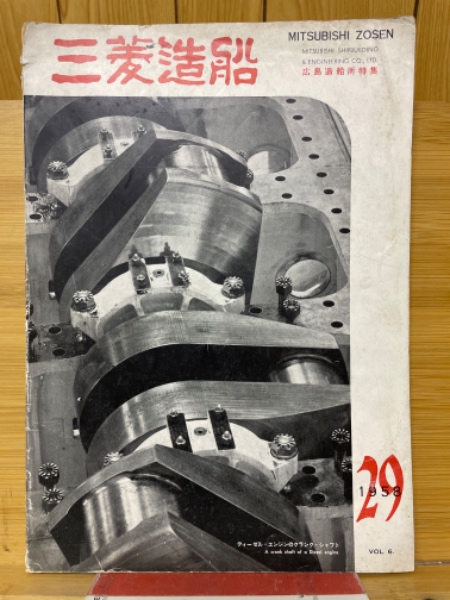 三菱造船
MITSUBISHI ZOSEN
MITSUBISHI SHIPBUILDING
& ENGINEERING CO., LTD.
広島造船所特集
ディーゼル・エンジンのクランク・シャフト
A crank shaft of a Diesel engine
29
1958
VOL. 6.